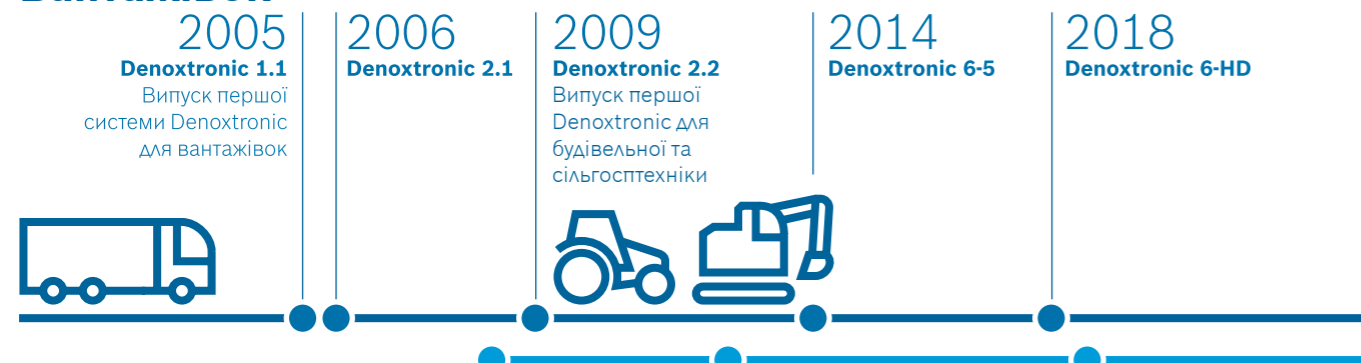 2005
Denoxtronic 1.1
Випуск першої
системи Denoxtronic
для вантажівок
2006
Denoxtronic 2.1
2009
Denoxtronic 2.2
Випуск першої
Denoxtronic для
будівельної та
сільгосптехніки
2014
Denoxtronic 6-5
2018
Denoxtronic 6-HD